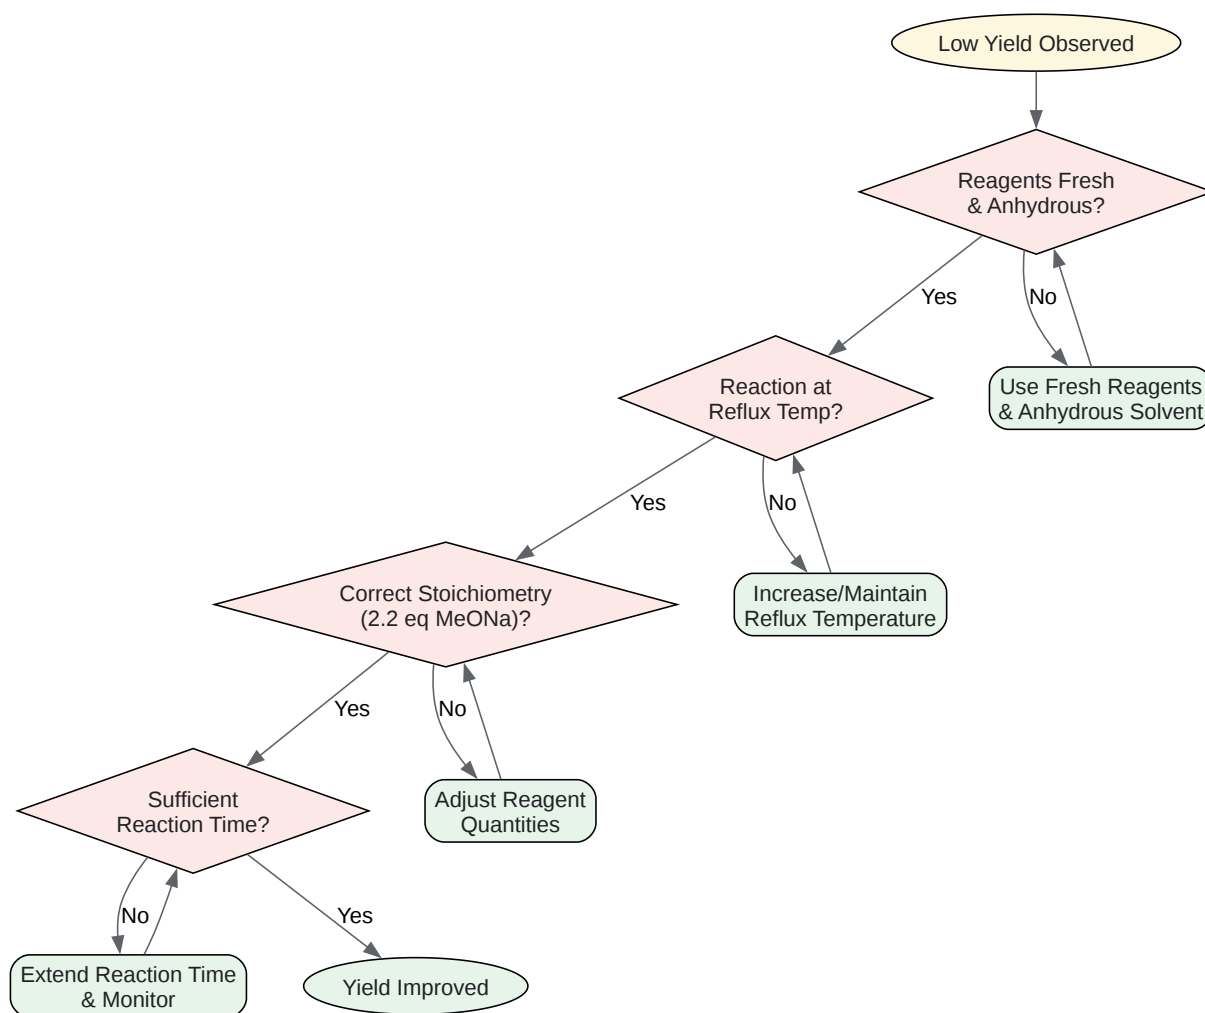 Low Yield Observed
Reagents Fresh
& Anhydrous?
Yes
No
Use Fresh Reagents
& Anhydrous Solvent
Reaction at
Reflux Temp?
Yes
No
Increase/Maintain
Reflux Temperature
Correct Stoichiometry
(2.2 eq MeONa)?
Yes
No
Adjust Reagent
Quantities
Sufficient
Reaction Time?
No
Yes
Extend Reaction Time
& Monitor
Yield Improved